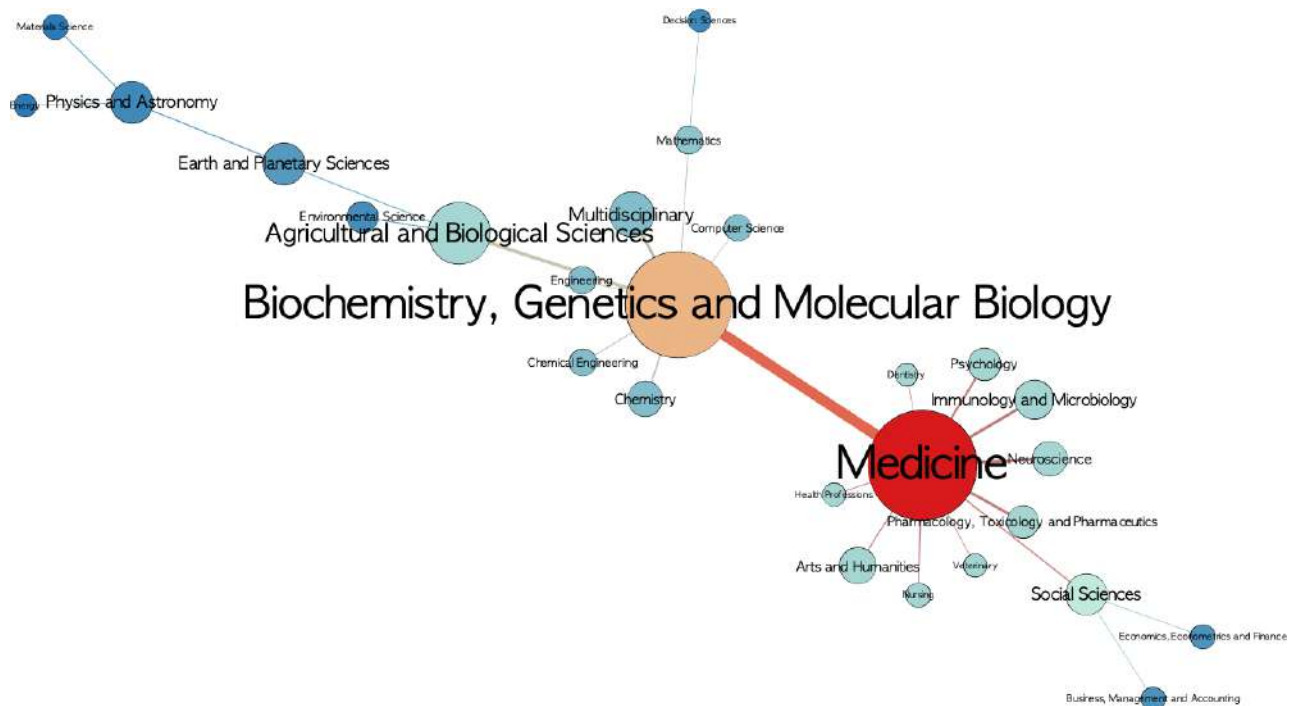 Materials Science
Decision Sciences
Energy
Physics and Astronomy
Mathematics
Earth and Planetary Sciences
Environmental Science
Multidisciplinary
Computer Science
Agricultural and Biological Sciences
Engineering
Biochemistry, Genetics and Molecular Biology
Chemical Engineering
Psychology
Dentistry
Chemistry
Immunology and Microbiology
Medicine
Neuroscience
Health Professions
Pharmacology, Toxicology and Pharmaceutics
Arts and Humanities
Veterinary
Nursing
Social Sciences
Economics, Econometrics and Finance
Business, Management and Accounting